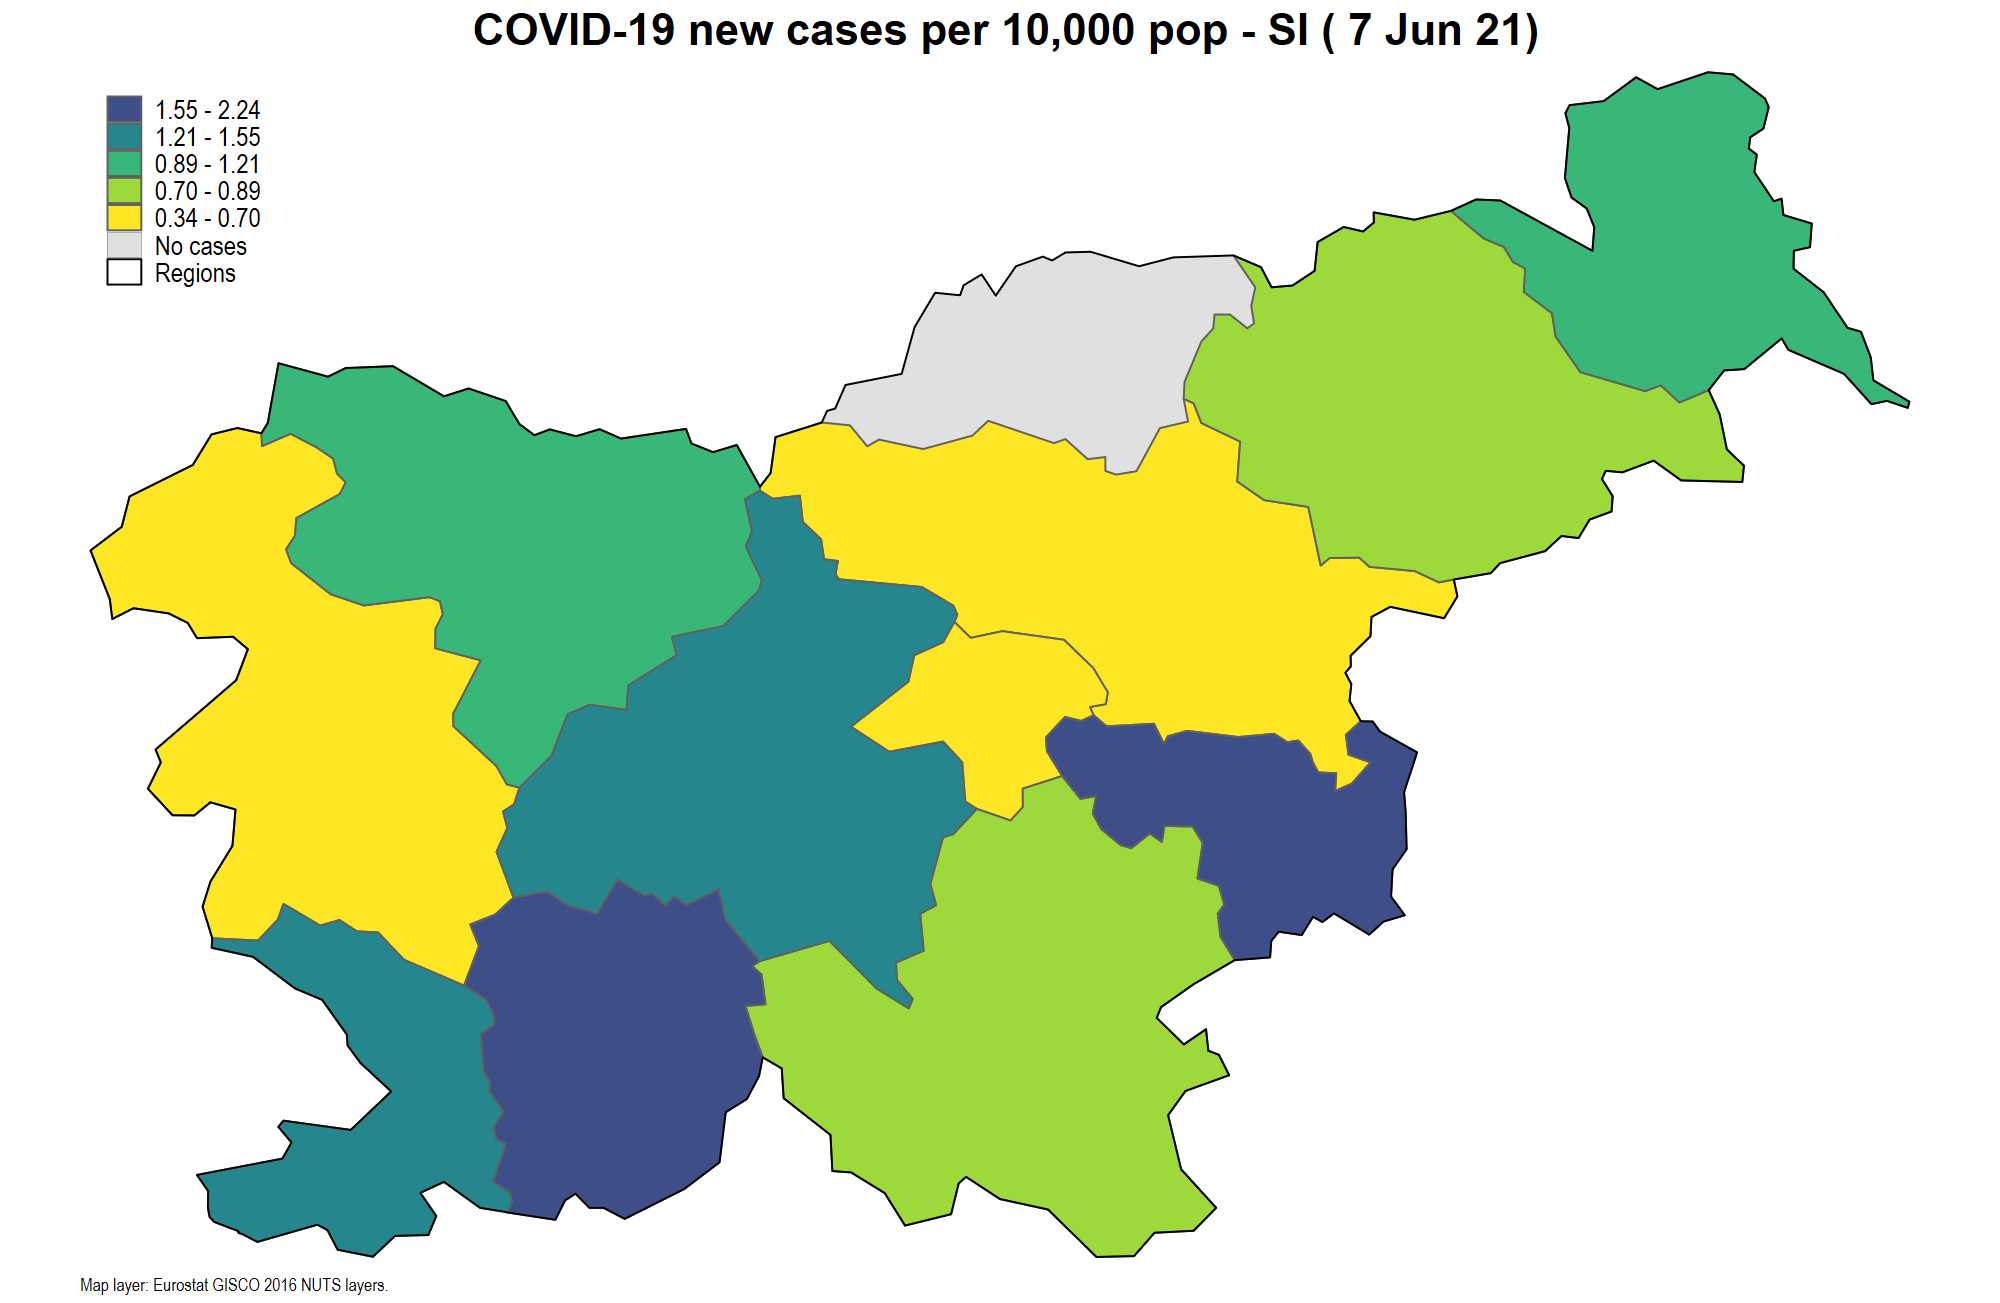 COVID-19 new cases per 10,000 pop - SI ( 7 Jun 21)
1.55 - 2.24
1.21 - 1.55
0.89 - 1.21
0.70 - 0.89
0.34 - 0.70
No cases
Regions
Map layer: Eurostat GISCO 2016 NUTS layers.